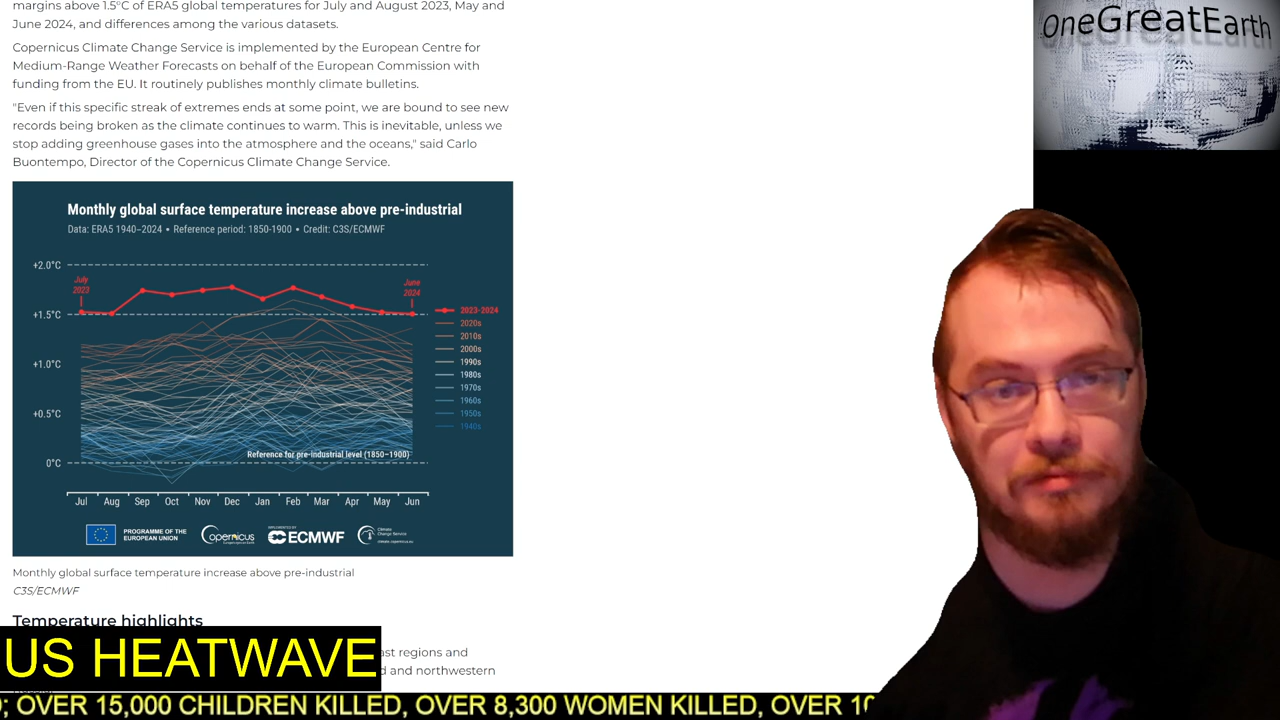 margins above 1.5°C of ERA5 global temperatures for July and August 2023, May and
June 2024, and differences among the various datasets.
Copernicus Climate Change Service is implemented by the European Centre for
Medium-Range Weather Forecasts on behalf of the European Commission with
funding from the EU. It routinely publishes monthly climate bulletins.
"Even if this specific streak of extremes ends at some point, we are bound to see new
records being broken as the climate continues to warm. This is inevitable, unless we
stop adding greenhouse gases into the atmosphere and the oceans," said Carlo
Buontempo, Director of the Copernicus Climate Change Service.
OneGreatEarth
Monthly global surface temperature increase above pre-industrial
Data: ERA5 1940–2024 • Reference period: 1850-1900 • Credit: C3S/ECMWF
+2.0°C
July
2023
June
2024
+1.5°C
+1.0°C
+0.5°C
0°C
2023-2024
2020s
2010s
2000s
1990s
1980s
1970s
1960s
1950s
1940s
Reference for pre-industrial level (1850–1900)
Jul Aug Sep Oct Nov Dec Jan Feb Mar Apr May Jun
PROGRAMME OF THE
EUROPEAN UNION
Copernicus
IMPLEMENTED BY
ECMWF
Climate
Change Service
climate.copernicus.eu
Monthly global surface temperature increase above pre-industrial
C3S/ECMWF
Temperature highlights
ast regions and
d and northwestern
US HEATWAVE
; OVER 15,000 CHILDREN KILLED, OVER 8,300 WOMEN KILLED, OVER 10